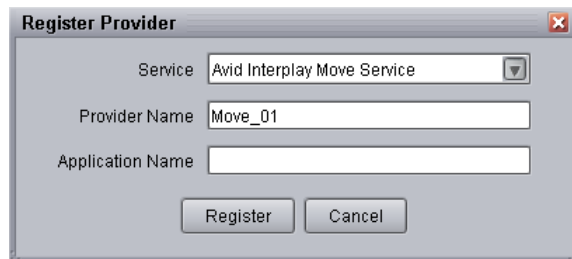 Register Provider
Service Avid Interplay Move Service
Provider Name Move_01
Application Name
Register Cancel